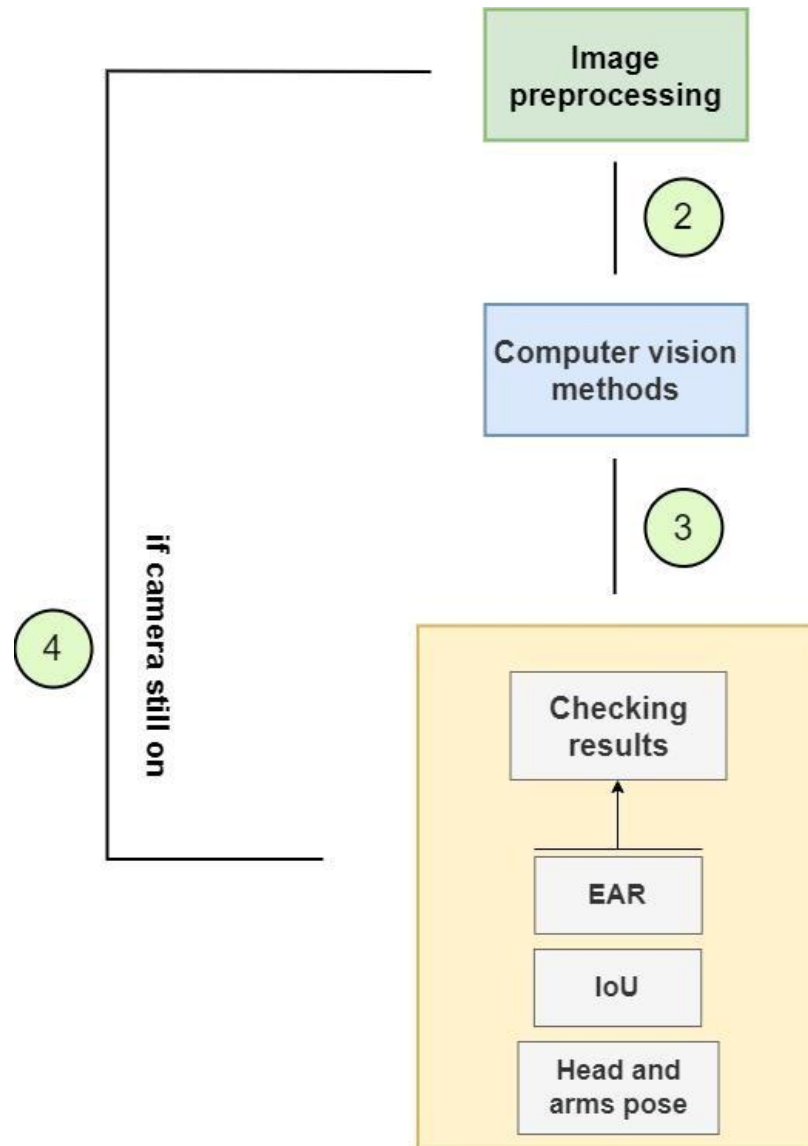 Image
preprocessing
2
Computer vision
methods
3
if camera still on
4
Checking
results
EAR
IoU
Head and
arms pose